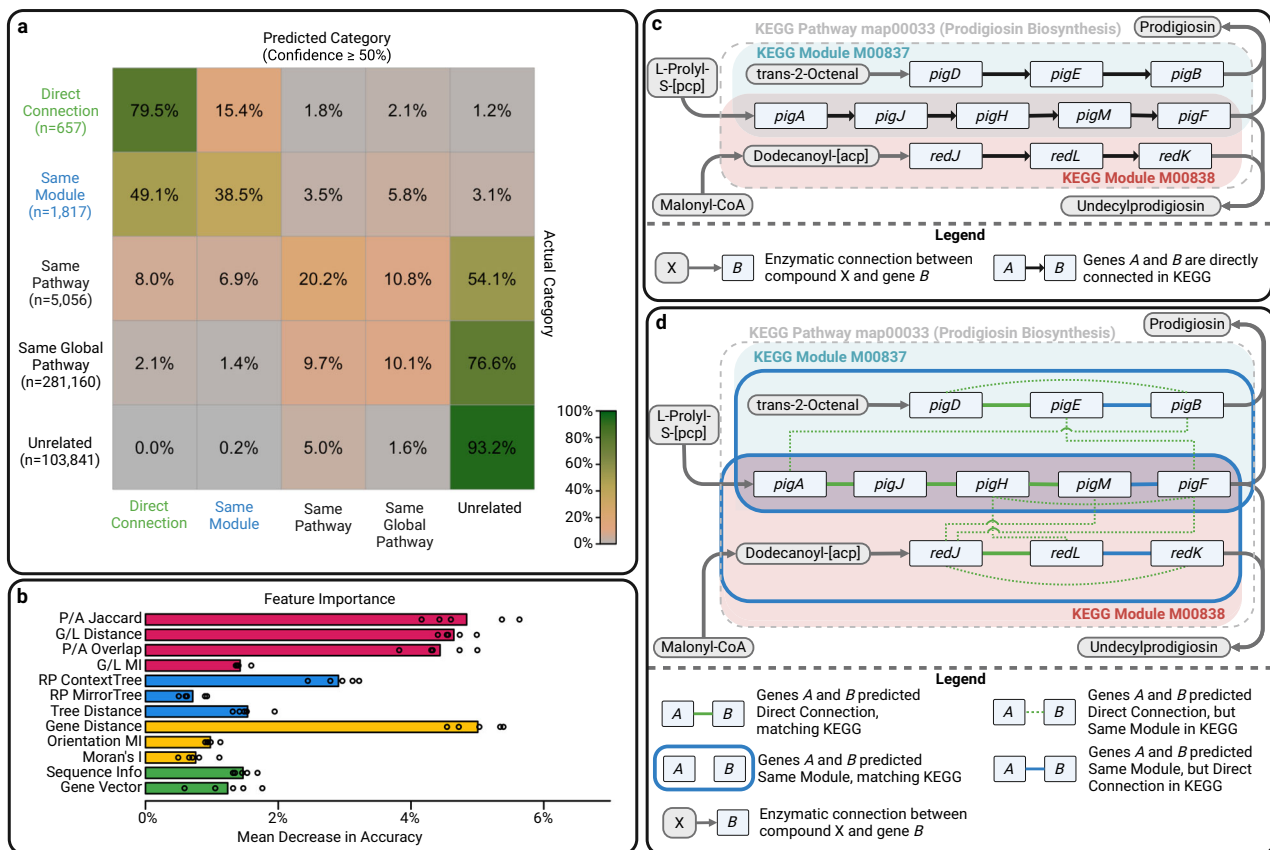 a
Predicted Category
(Confidence ≥ 50%)
Direct
Connection
(n=657)
79.5%
15.4%
1.8%
2.1%
1.2%
Same
Module
(n=1,817)
49.1%
38.5%
3.5%
5.8%
3.1%
Same
Pathway
(n=5,056)
8.0%
6.9%
20.2%
10.8%
54.1%
Same Global
Pathway
(n=281,160)
2.1%
1.4%
9.7%
10.1%
76.6%
Unrelated
(n=103,841)
0.0%
0.2%
5.0%
1.6%
93.2%
Actual Category
Direct
Connection
Same
Module
Same
Pathway
Same
Global
Pathway
Unrelated
100%
80%
60%
40%
20%
0%
b
Feature Importance
P/A Jaccard
G/L Distance
P/A Overlap
G/L MI
RP ContextTree
RP MirrorTree
Tree Distance
Gene Distance
Orientation MI
Moran's I
Sequence Info
Gene Vector
0%
2%
4%
6%
Mean Decrease in Accuracy
c
KEGG Pathway map00033 (Prodigiosin Biosynthesis)
Prodigiosin
KEGG Module M00837
L-Prolyl-
S-[pcp]
trans-2-Octenal
pigD
pigE
pigB
pigA
pigJ
pigH
pigM
pigF
Dodecanoyl-[acp]
redJ
redL
redK
KEGG Module M00838
Malonyl-CoA
Undecylprodigiosin
Legend
X
B
Enzymatic connection between
compound X and gene B
A
B
Genes A and B are directly
connected in KEGG
d
KEGG Pathway map00033 (Prodigiosin Biosynthesis)
Prodigiosin
KEGG Module M00837
trans-2-Octenal
pigD
pigE
pigB
L-Prolyl-
S-[pcp]
pigA
pigJ
pigH
pigM
pigF
Dodecanoyl-[acp]
redJ
redL
redK
KEGG Module M00838
Malonyl-CoA
Undecylprodigiosin
Legend
A
B
Genes A and B predicted
Direct Connection,
matching KEGG
A
B
Genes A and B predicted
Direct Connection, but
Same Module in KEGG
A
B
Genes A and B predicted
Same Module, matching KEGG
A
B
Genes A and B predicted
Same Module, but Direct
Connection in KEGG
X
B
Enzymatic connection between
compound X and gene B